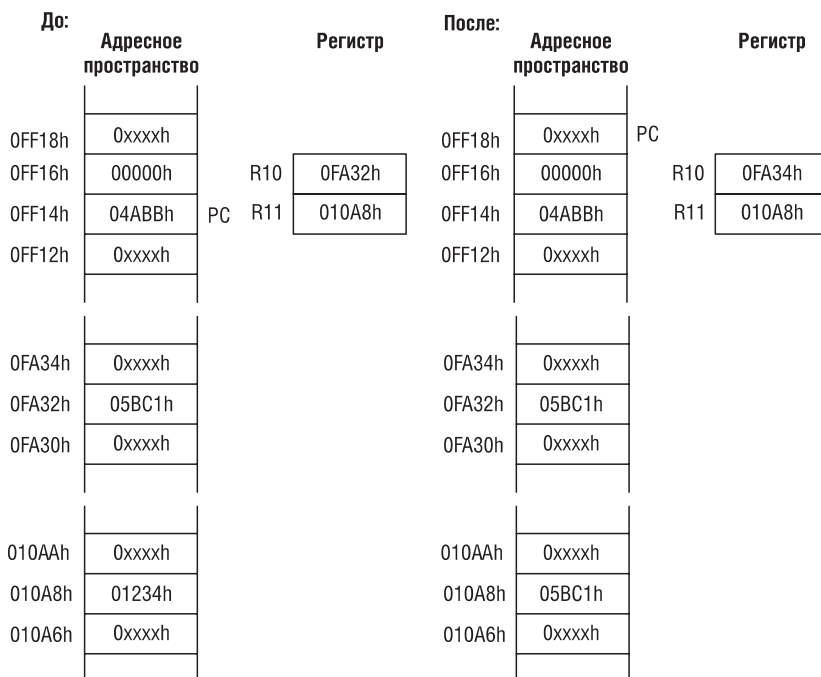 До:
Адресное
пространство
Регистр
0FF18h 0xxxxh
0FF16h 00000h R10 0FA32h
0FF14h 04ABBh PC R11 010A8h
0FF12h 0xxxxh
0FA34h 0xxxxh
0FA32h 05BC1h
0FA30h 0xxxxh
010AAh 0xxxxh
010A8h 01234h
010A6h 0xxxxh
После:
Адресное
пространство
Регистр
0FF18h 0xxxxh PC
0FF16h 00000h R10 0FA34h
0FF14h 04ABBh R11 010A8h
0FF12h 0xxxxh
0FA34h 0xxxxh
0FA32h 05BC1h
0FA30h 0xxxxh
010AAh 0xxxxh
010A8h 05BC1h
010A6h 0xxxxh